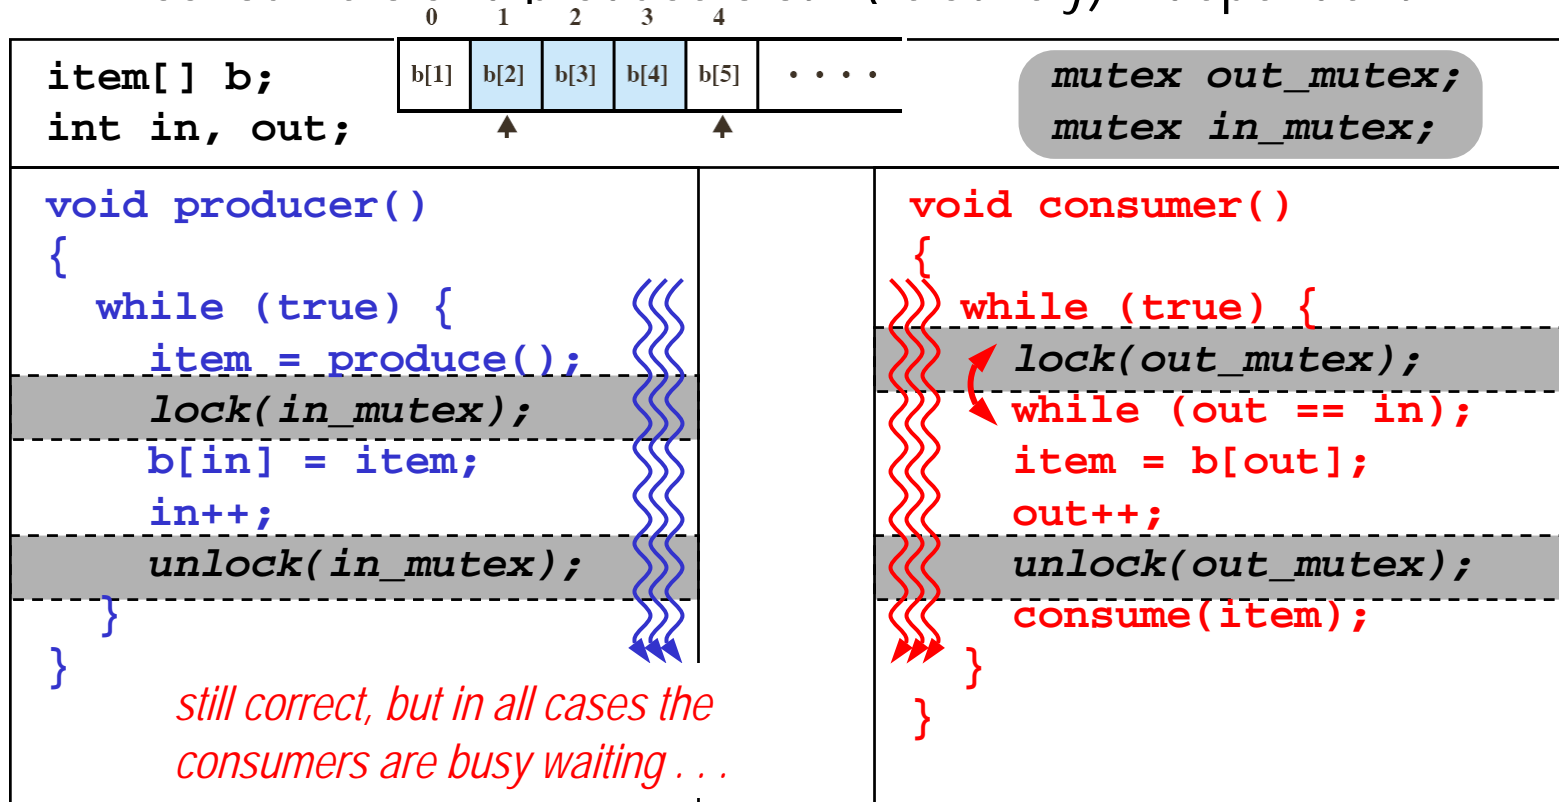 0 1 2 3 4
item[] b;
int in, out;
b[1] b[2] b[3] b[4] b[5] . . . .
mutex out_mutex;
mutex in_mutex;
void producer()
{
while (true) {
item = produce();
lock(in_mutex);
b[in] = item;
in++;
unlock(in_mutex);
}
}
still correct, but in all cases the
consumers are busy waiting . . .
void consumer()
{
while (true) {
lock(out_mutex);
while (out == in);
item = b[out];
out++;
unlock(out_mutex);
consume(item);
}
}